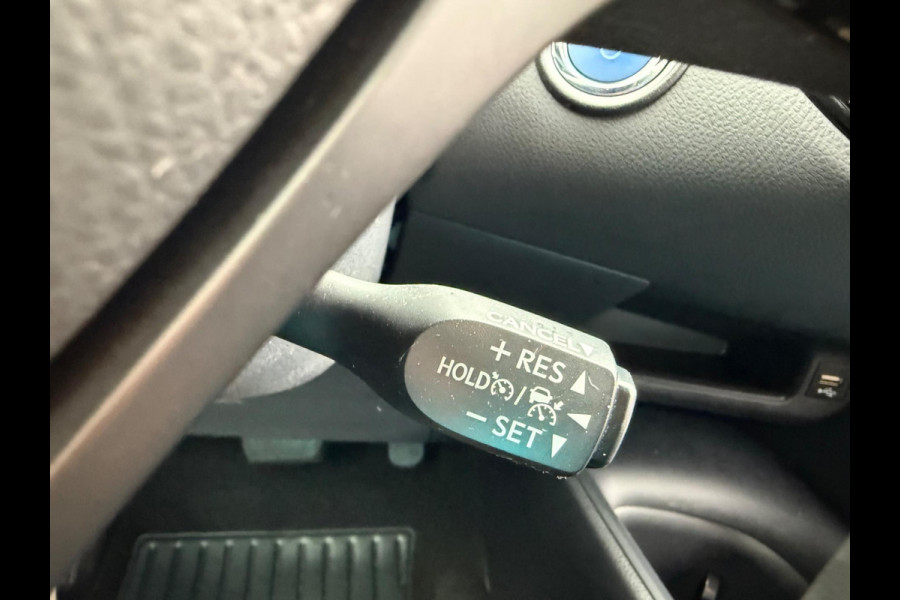 CANCEL
+ RES
HOLD /
− SET